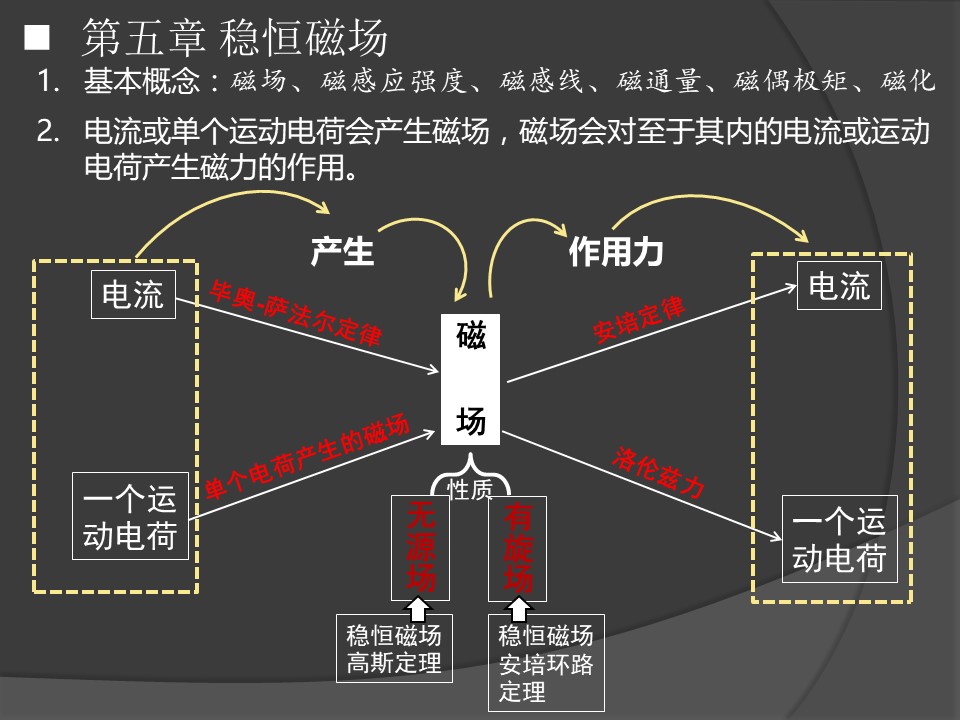 第五章 稳恒磁场
1. 基本概念：磁场、磁感应强度、磁感线、磁通量、磁偶极矩、磁化
2. 电流或单个运动电荷会产生磁场，磁场会对至于其内的电流或运动
电荷产生磁力的作用。
产生
作用力
电流
毕奥-萨法尔定律
磁
场
安培定律
电流
单个电荷产生的磁场
洛伦兹力
一个运
动电荷
性质
无
源
场
有
旋
场
一个运
动电荷
稳恒磁场
高斯定理
稳恒磁场
安培环路
定理